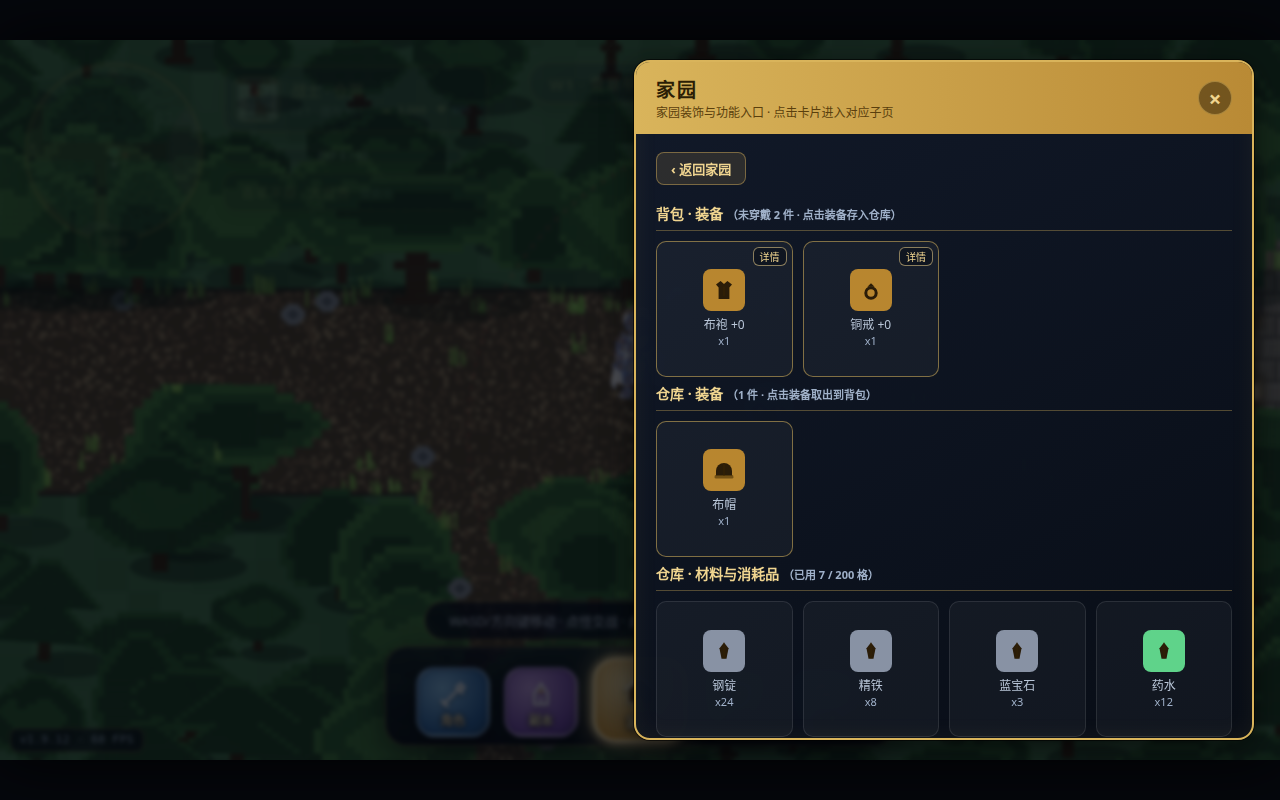 家园
家园装饰与功能入口 · 点击卡片进入对应子页
×
‹ 返回家园
背包 · 装备 （未穿戴 2 件 · 点击装备存入仓库）
详情
布袍 +0
x1
详情
铜戒 +0
x1
仓库 · 装备 （1 件 · 点击装备取出到背包）
布帽
x1
仓库 · 材料与消耗品 （已用 7 / 200 格）
钢锭
x24
精铁
x8
蓝宝石
x3
药水
x12